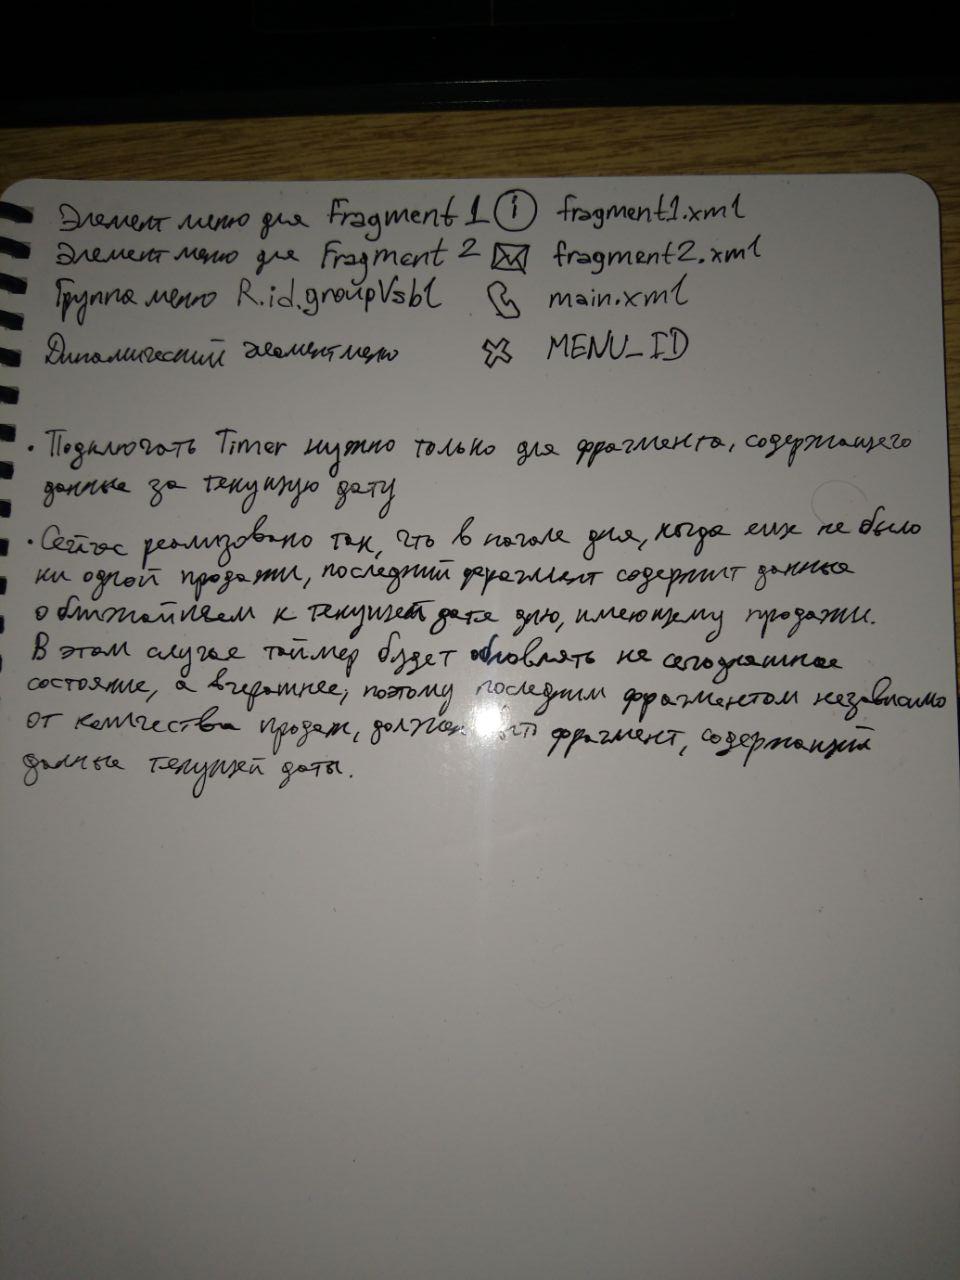 Элемент меню для Fragment 1 i fragment1.xml
Элемент меню для Fragment 2 fragment2.xml
Группа меню R.id.groupVsbl main.xml
Динамический элемент меню MENU_ID
• Подключать Timer нужно только для фрагмента, содержащего
данные за текущую дату
• Сейчас реализовано так, что в начале дня, когда еще не было
ни одной продажи, последний фрагмент содержит данные
о ближайшем к текущей дате дню, имеющему продажи.
В этом случае таймер будет обновлять не сегодняшнее
состояние, а вчерашнее, поэтому последним фрагментом независимо
от количества продаж, должен быть фрагмент, содержащий
данные текущей даты.